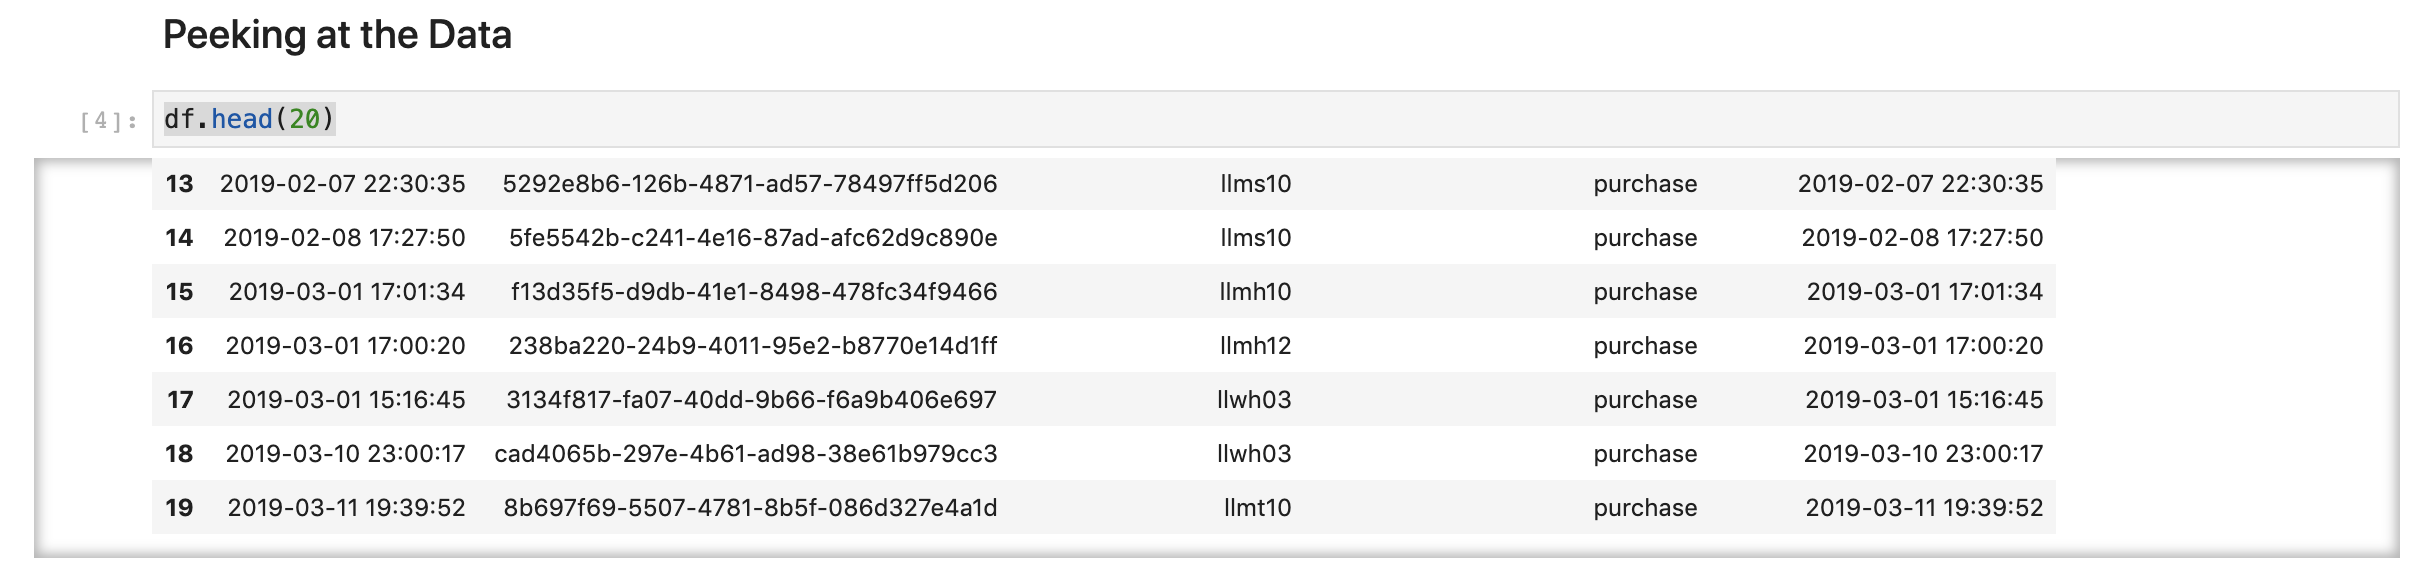 Peeking at the Data
[4]: df.head(20)
13 2019-02-07 22:30:35 5292e8b6-126b-4871-ad57-78497ff5d206 llms10 purchase 2019-02-07 22:30:35
14 2019-02-08 17:27:50 5fe5542b-c241-4e16-87ad-afc62d9c890e llms10 purchase 2019-02-08 17:27:50
15 2019-03-01 17:01:34 f13d35f5-d9db-41e1-8498-478fc34f9466 llmh10 purchase 2019-03-01 17:01:34
16 2019-03-01 17:00:20 238ba220-24b9-4011-95e2-b8770e14d1ff llmh12 purchase 2019-03-01 17:00:20
17 2019-03-01 15:16:45 3134f817-fa07-40dd-9b66-f6a9b406e697 llwh03 purchase 2019-03-01 15:16:45
18 2019-03-10 23:00:17 cad4065b-297e-4b61-ad98-38e61b979cc3 llwh03 purchase 2019-03-10 23:00:17
19 2019-03-11 19:39:52 8b697f69-5507-4781-8b5f-086d327e4a1d llmt10 purchase 2019-03-11 19:39:52